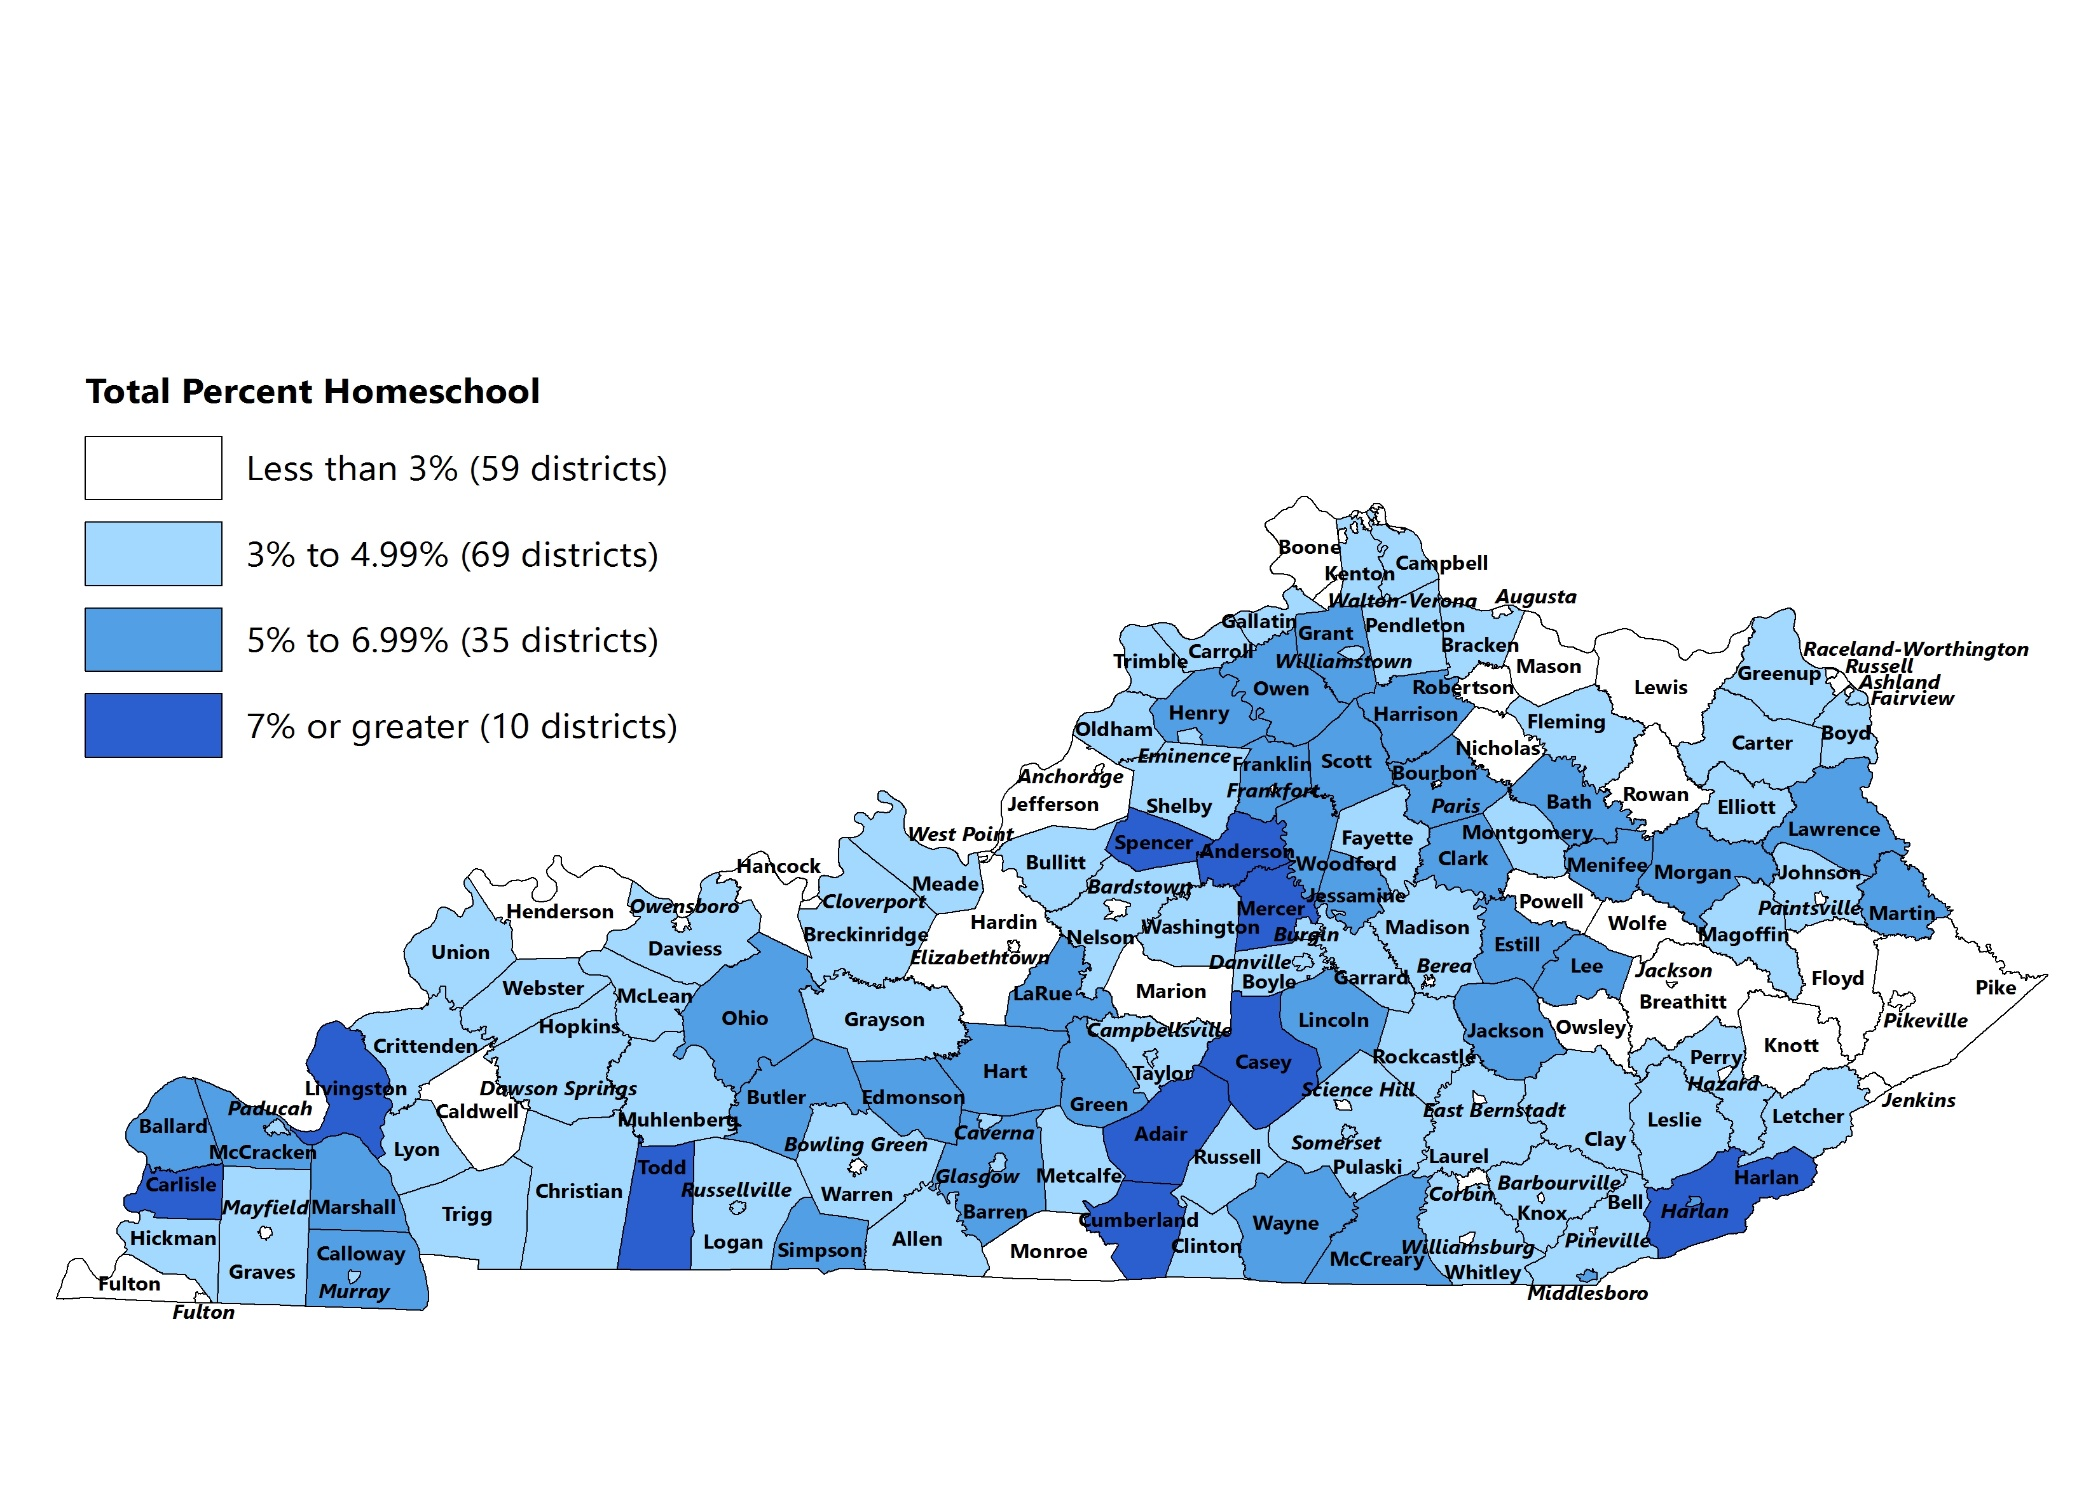 Total Percent Homeschool
Less than 3% (59 districts)
3% to 4.99% (69 districts)
5% to 6.99% (35 districts)
7% or greater (10 districts)
Boone
Campbell
Kenton
Walton-Verona
Augusta
Gallatin
Grant
Pendleton
Bracken
Carroll
Trimble
Williamstown
Mason
Raceland-Worthington
Russell
Ashland
Fairview
Greenup
Owen
Robertson
Lewis
Henry
Harrison
Fleming
Oldham
Boyd
Carter
Nicholas
Eminence
Franklin
Scott
Bourbon
Anchorage
Jefferson
Frankfort
Shelby
Paris
Bath
Rowan
Elliott
West Point
Fayette
Montgomery
Lawrence
Spencer
Anderson
Bullitt
Woodford
Clark
Menifee
Morgan
Johnson
Hancock
Meade
Bardstown
Jessamine
Cloverport
Powell
Paintsville
Martin
Henderson
Owensboro
Hardin
Mercer
Washington
Wolfe
Daviess
Breckinridge
Nelson
Burgin
Madison
Magoffin
Union
Elizabethtown
Estill
Danville
Boyle
Garrard
Berea
Lee
Jackson
Floyd
Pike
Webster
McLean
LaRue
Marion
Breathitt
Hopkins
Ohio
Grayson
Campbellsville
Lincoln
Jackson
Owsley
Pikeville
Crittenden
Knott
Livingston
Dawson Springs
Hart
Taylor
Casey
Rockcastle
Perry
Hazard
Science Hill
Jenkins
Paducah
Caldwell
Butler
Edmonson
Green
East Bernstadt
Ballard
Muhlenberg
Leslie
Letcher
McCracken
Lyon
Bowling Green
Caverna
Adair
Somerset
Clay
Todd
Russell
Pulaski
Laurel
Carlisle
Glasgow
Metcalfe
Harlan
Christian
Russellville
Warren
Corbin
Barbourville
Bell
Mayfield
Marshall
Trigg
Barren
Cumberland
Wayne
Knox
Harlan
Hickman
Logan
Simpson
Allen
Monroe
Clinton
McCreary
Williamsburg
Pineville
Calloway
Graves
Whitley
Fulton
Murray
Middlesboro
Fulton